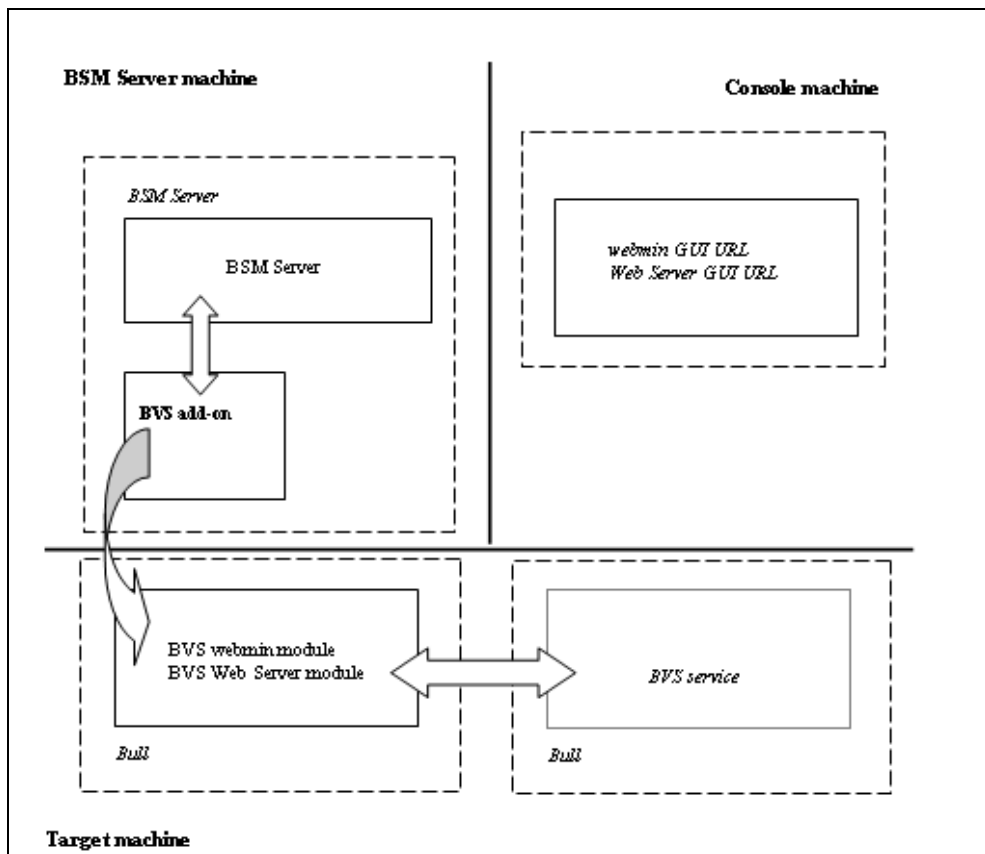 BSM Server machine
Console machine
BSM Server
BSM Server
webmin GUI URL
Web Server GUI URL
BVS add-on
BVS webmin module
BVS Web Server module
BVS service
Bull
Bull
Target machine